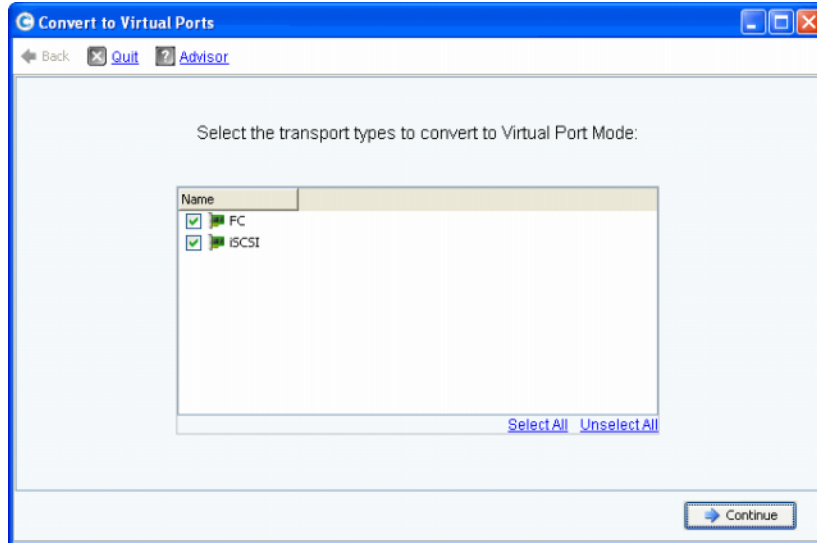 Convert to Virtual Ports
Back Quit Advisor
Select the transport types to convert to Virtual Port Mode:
Name
FC
iSCSI
Select All Unselect All
Continue